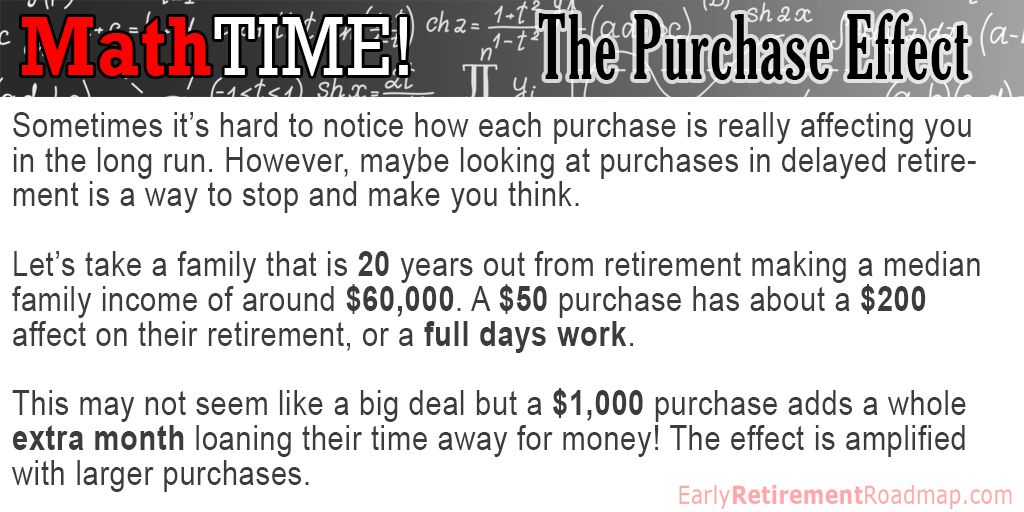 MathTIME! The Purchase Effect
Sometimes it's hard to notice how each purchase is really affecting you
in the long run. However, maybe looking at purchases in delayed retire-
ment is a way to stop and make you think.
Let's take a family that is 20 years out from retirement making a median
family income of around $60,000. A $50 purchase has about a $200
affect on their retirement, or a full days work.
This may not seem like a big deal but a $1,000 purchase adds a whole
extra month loaning their time away for money! The effect is amplified
with larger purchases.
EarlyRetirementRoadmap.com